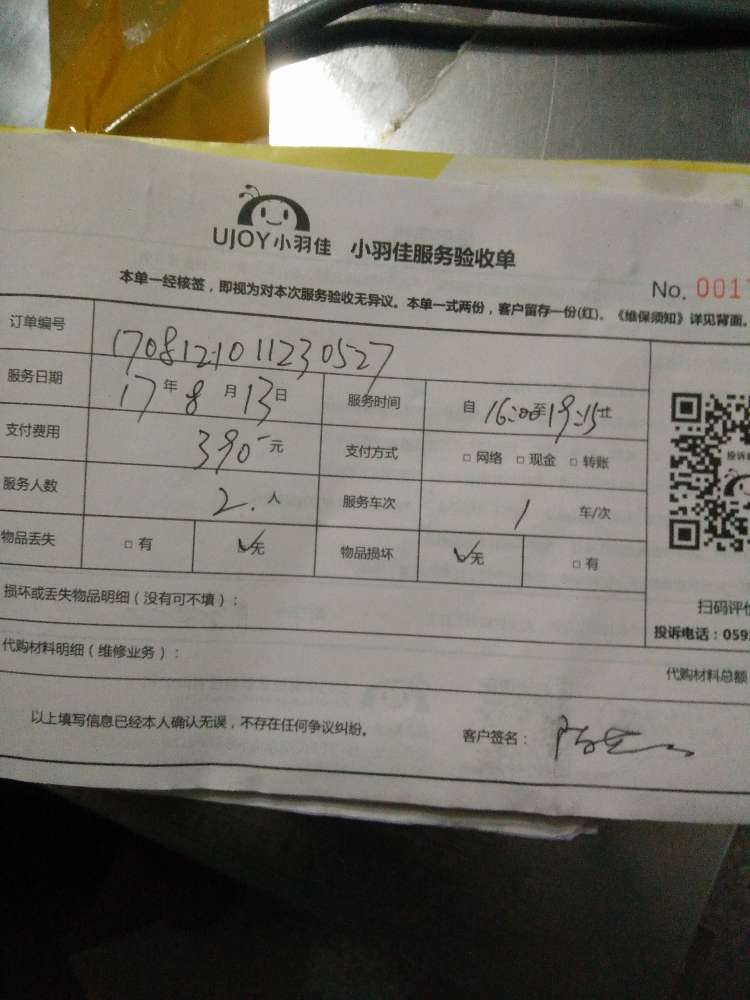 UJOY小羽佳 小羽佳服务验收单
No. 0017
本单一经核签，即视为对本次服务验收无异议。本单一式两份，客户留存一份(红)。《维保须知》详见背面。
订单编号 1708121011230527
服务日期 17年8月13日 服务时间 自16:00至19:15止
支付费用 390元 支付方式 □网络 □现金 □转账
服务人数 2.人 服务车次 1 车/次
物品丢失 □有 ☑无 物品损坏 ☑无 □有
损坏或丢失物品明细（没有可不填）：
扫码评价
投诉电话：059
代购材料明细（维修业务）：
代购材料总额
以上填写信息已经本人确认无误，不存在任何争议纠纷。 客户签名：